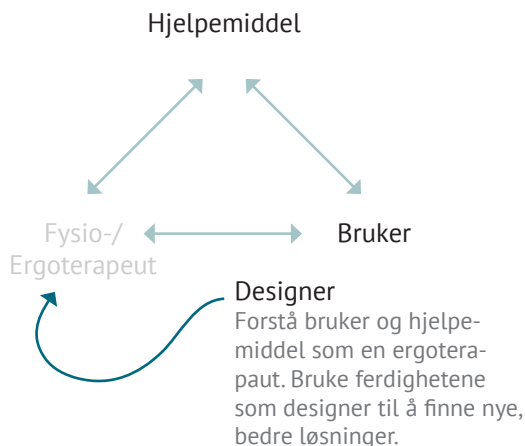 Hjelpemiddel
Fysio-/
Ergoterapeut
Bruker
Designer
Forstå bruker og hjelpe-
middel som en ergotera-
paut. Bruke ferdighetene
som designer til å finne nye,
bedre løsninger.